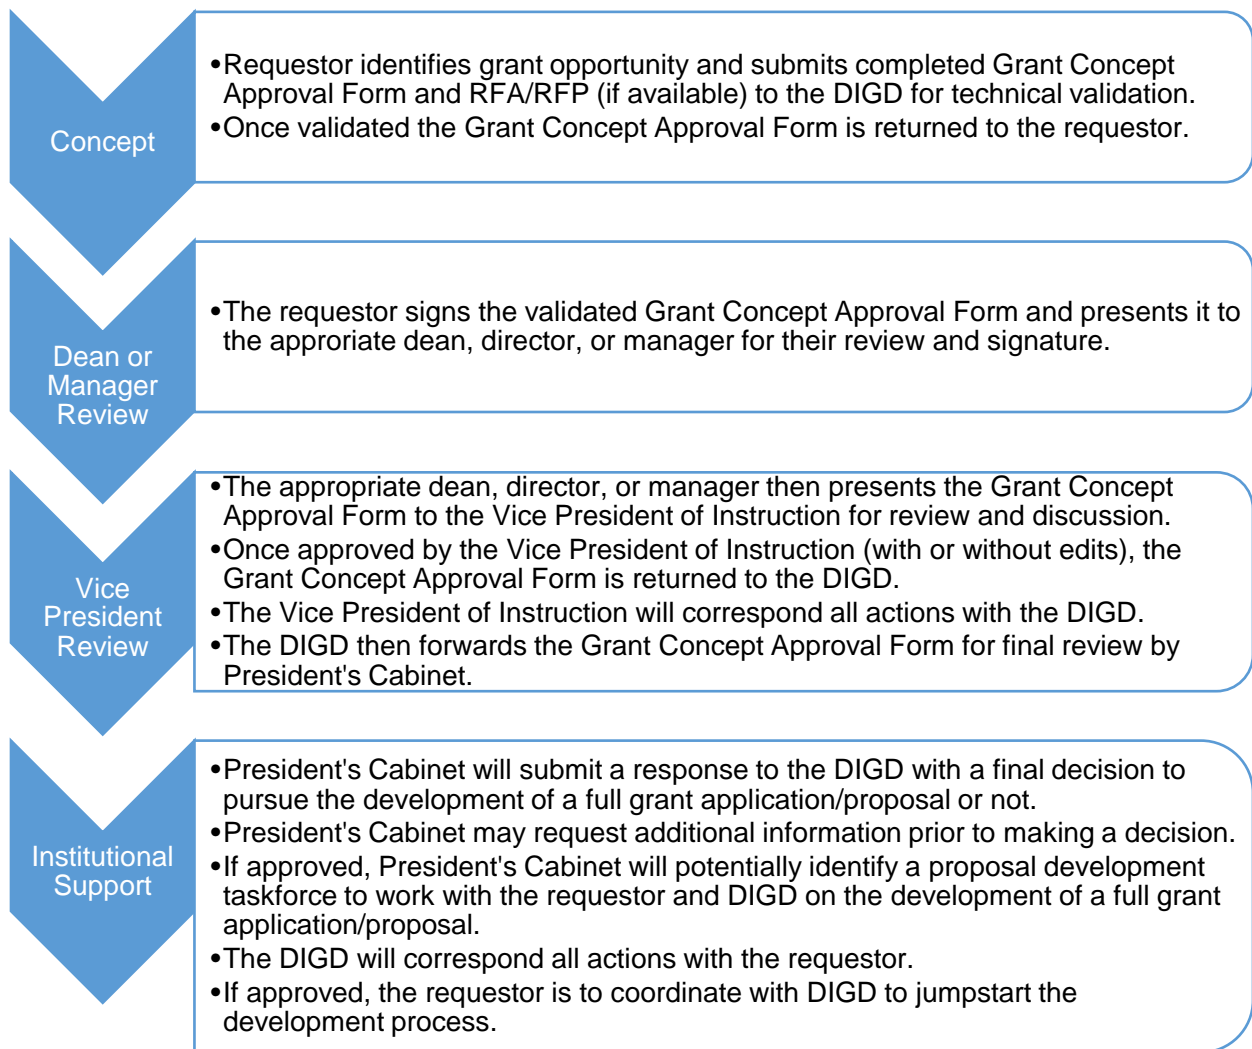 Concept
•Requestor identifies grant opportunity and submits completed Grant Concept
Approval Form and RFA/RFP (if available) to the DIGD for technical validation.
•Once validated the Grant Concept Approval Form is returned to the requestor.
Dean or
Manager
Review
•The requestor signs the validated Grant Concept Approval Form and presents it to
the approriate dean, director, or manager for their review and signature.
Vice
President
Review
•The appropriate dean, director, or manager then presents the Grant Concept
Approval Form to the Vice President of Instruction for review and discussion.
•Once approved by the Vice President of Instruction (with or without edits), the
Grant Concept Approval Form is returned to the DIGD.
•The Vice President of Instruction will correspond all actions with the DIGD.
•The DIGD then forwards the Grant Concept Approval Form for final review by
President's Cabinet.
Institutional
Support
•President's Cabinet will submit a response to the DIGD with a final decision to
pursue the development of a full grant application/proposal or not.
•President's Cabinet may request additional information prior to making a decision.
•If approved, President's Cabinet will potentially identify a proposal development
taskforce to work with the requestor and DIGD on the development of a full grant
application/proposal.
•The DIGD will correspond all actions with the requestor.
•If approved, the requestor is to coordinate with DIGD to jumpstart the
development process.